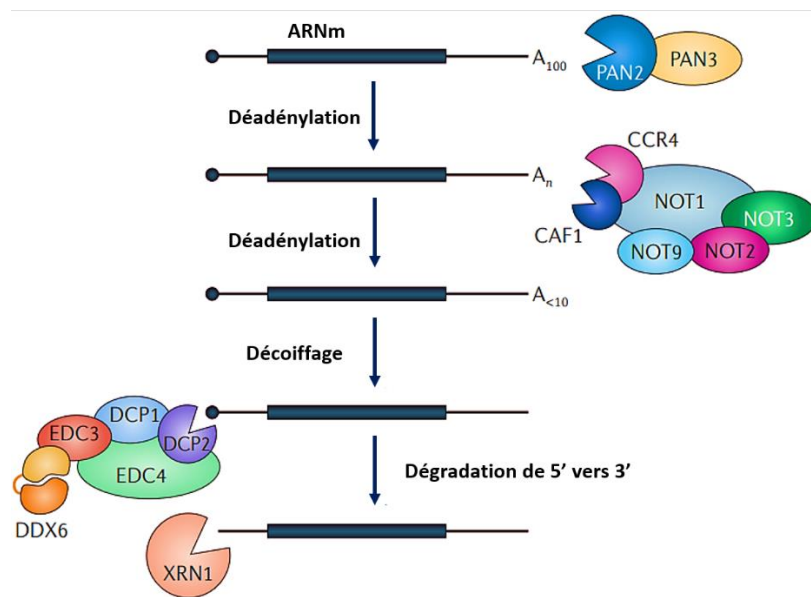 ARNm
A100
PAN2
PAN3
Déadénylation
CCR4
An
NOT1
NOT3
CAF1
NOT9
NOT2
Déadénylation
A<10
Décoiffage
DCP1
EDC3
DCP2
EDC4
Dégradation de 5’ vers 3’
DDX6
XRN1